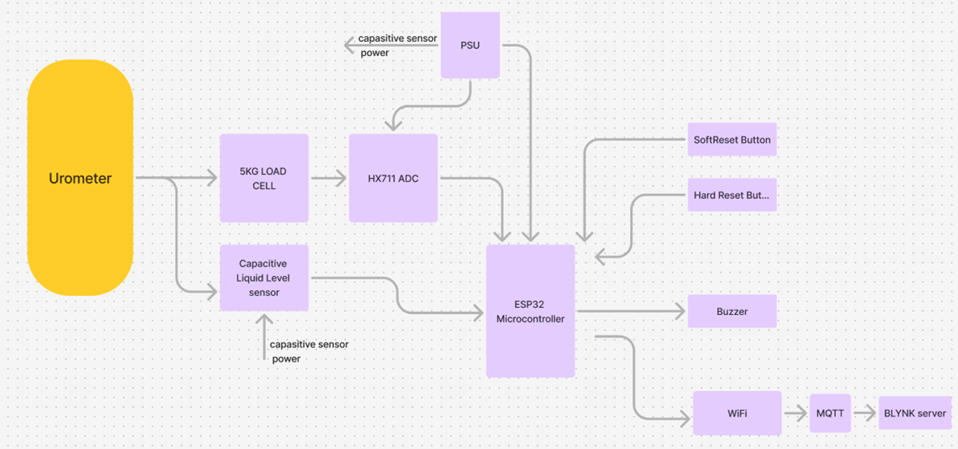 capasitive sensor
power
PSU
Urometer
5KG LOAD
CELL
HX711 ADC
SoftReset Button
Hard Reset But...
Capacitive
Liquid Level
sensor
ESP32
Microcontroller
Buzzer
capasitive sensor
power
WiFi
MQTT
BLYNK server